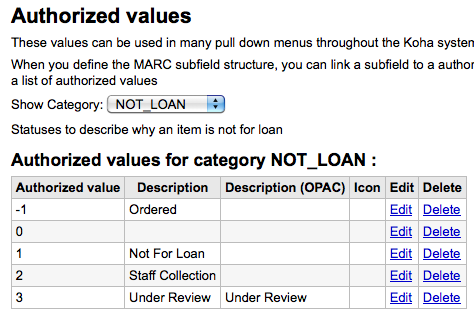 Authorized values
These values can be used in many pull down menus throughout the Koha system
When you define the MARC subfield structure, you can link a subfield to a author
a list of authorized values
Show Category: NOT_LOAN
Statuses to describe why an item is not for loan
Authorized values for category NOT_LOAN :
Authorized value Description Description (OPAC) Icon Edit Delete
-1 Ordered Edit Delete
0 Edit Delete
1 Not For Loan Edit Delete
2 Staff Collection Edit Delete
3 Under Review Under Review Edit Delete